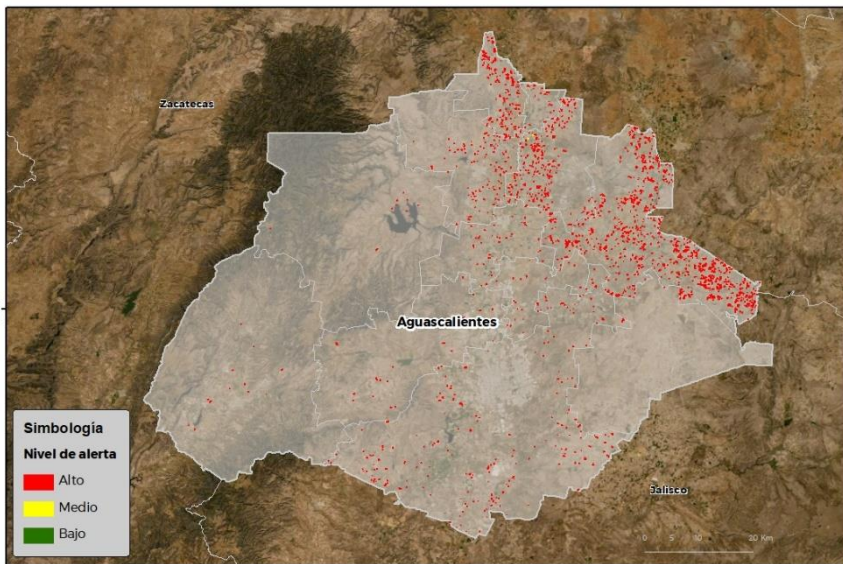 Zacatecas
Aguascalientes
Simbología
Nivel de alerta
Alto
Medio
Bajo
Jalisco
0 5 10 20 Km